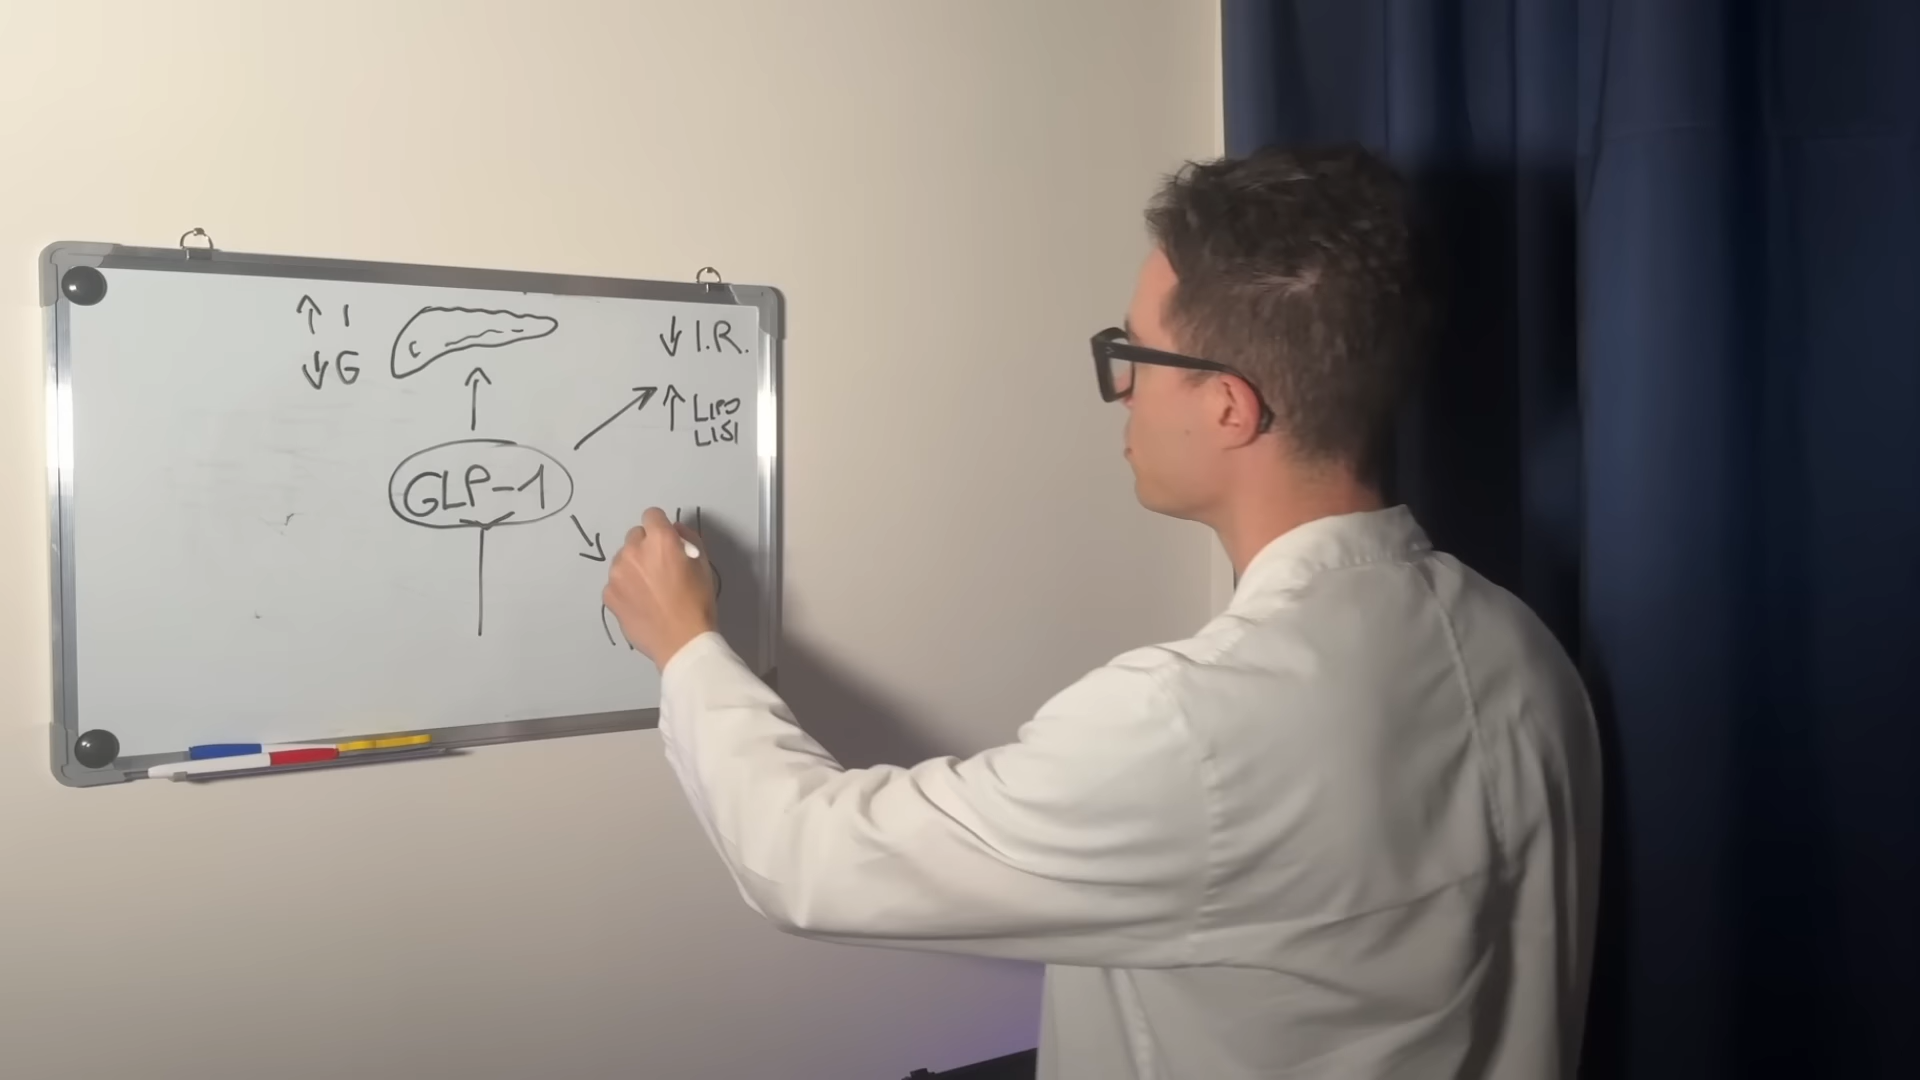 ↑ I
↓ G
↓ I.R.
↑ LIPO
LISI
GLP-1